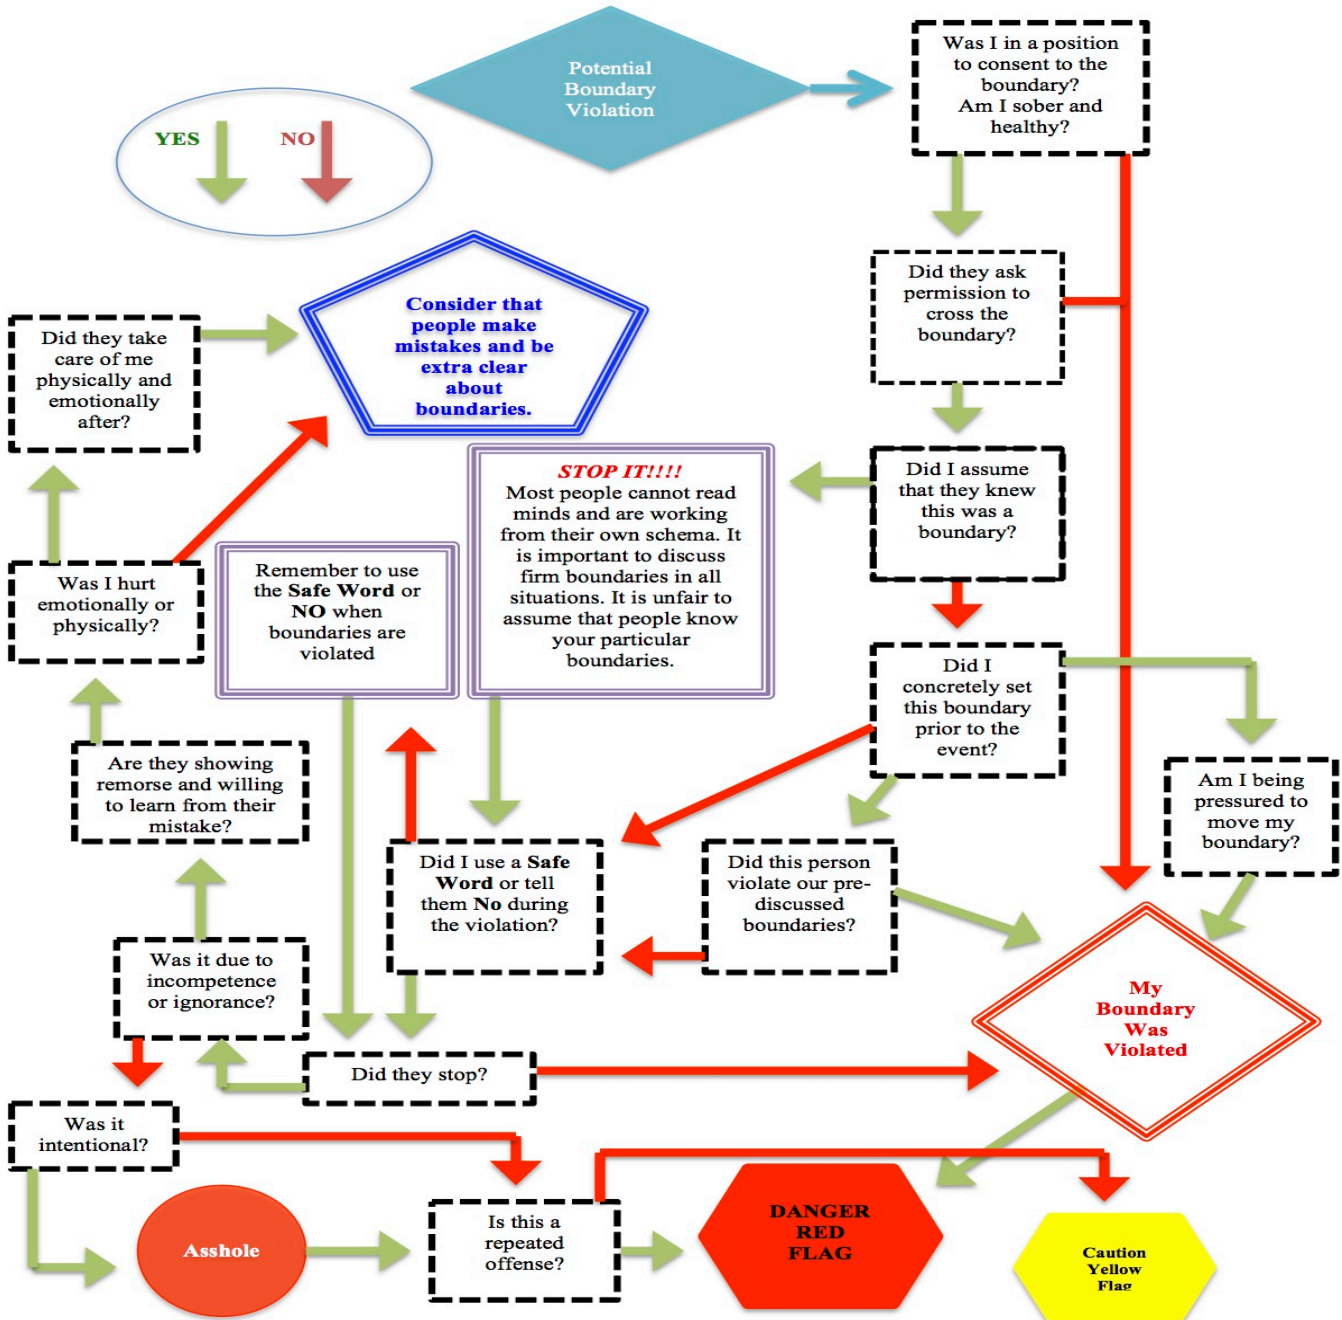 Potential
Boundary
Violation
Was I in a position
to consent to the
boundary?
Am I sober and
healthy?
YES
NO
Did they ask
permission to
cross the
boundary?
Consider that
people make
mistakes and be
extra clear
about
boundaries.
Did they take
care of me
physically and
emotionally
after?
STOP IT!!!!
Most people cannot read
minds and are working
from their own schema. It
is important to discuss
firm boundaries in all
situations. It is unfair to
assume that people know
your particular
boundaries.
Did I assume
that they knew
this was a
boundary?
Remember to use
the Safe Word or
NO when
boundaries are
violated
Was I hurt
emotionally or
physically?
Did I
concretely set
this boundary
prior to the
event?
Are they showing
remorse and willing
to learn from their
mistake?
Am I being
pressured to
move my
boundary?
Did I use a Safe
Word or tell
them No during
the violation?
Did this person
violate our pre-
discussed
boundaries?
Was it due to
incompetence
or ignorance?
My
Boundary
Was
Violated
Did they stop?
Was it
intentional?
Asshole
Is this a
repeated
offense?
DANGER
RED
FLAG
Caution
Yellow
Flag